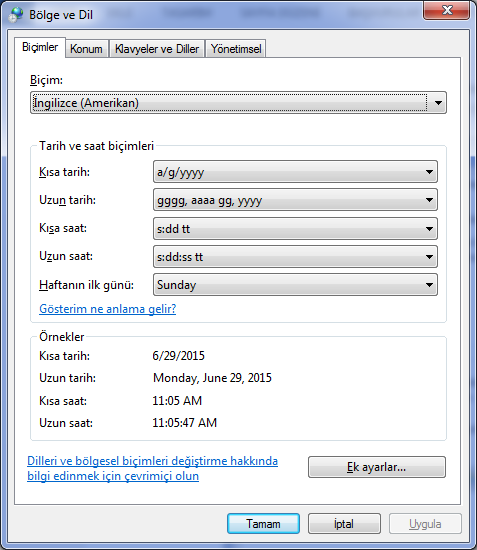 Bölge ve Dil
Biçimler Konum Klavyeler ve Diller Yönetimsel
Biçim:
İngilizce (Amerikan)
Tarih ve saat biçimleri
Kısa tarih: a/g/yyyy
Uzun tarih: gggg, aaaa gg, yyyy
Kışa saat: s:dd tt
Uzun saat: s:dd:ss tt
Haftanın ilk günü: Sunday
Gösterim ne anlama gelir?
Örnekler
Kısa tarih: 6/29/2015
Uzun tarih: Monday, June 29, 2015
Kısa saat: 11:05 AM
Uzun saat: 11:05:47 AM
Dilleri ve bölgesel biçimleri değiştirme hakkında
bilgi edinmek için çevrimiçi olun
Ek ayarlar...
Tamam İptal Uygula